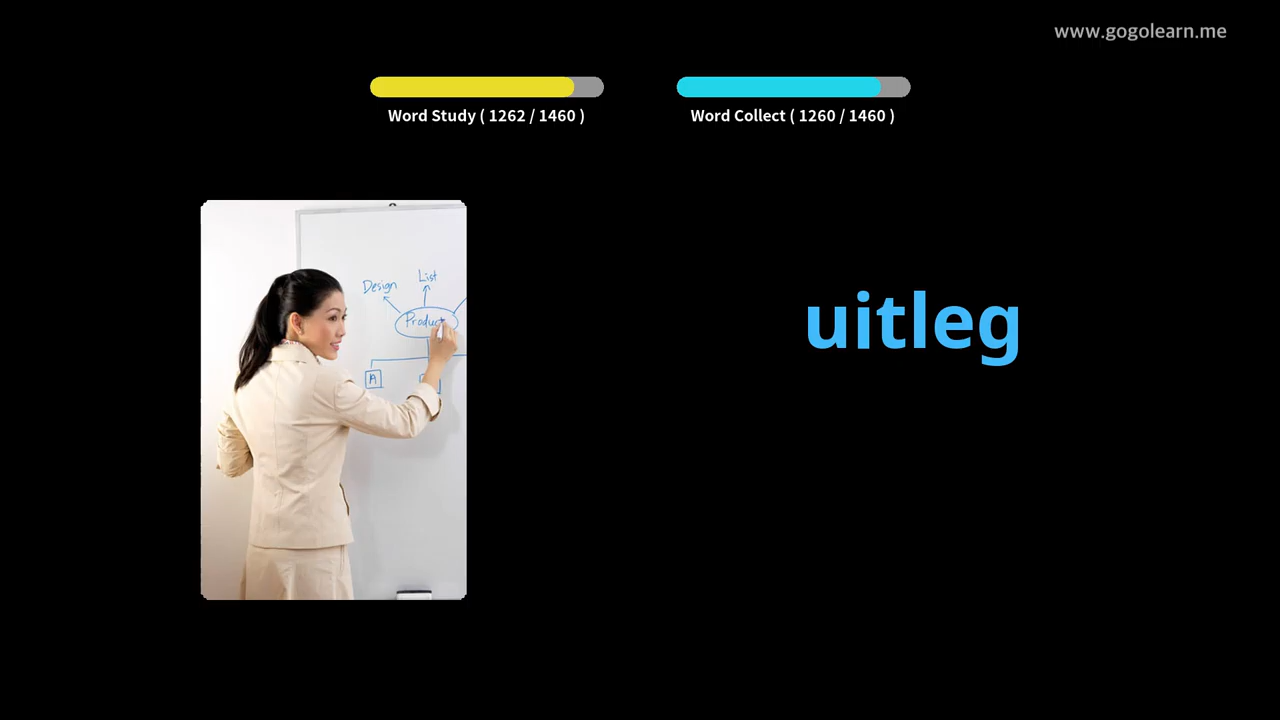 www.gogolearn.me
Word Study ( 1262 / 1460 )
Word Collect ( 1260 / 1460 )
List
Design
Product
A
uitleg